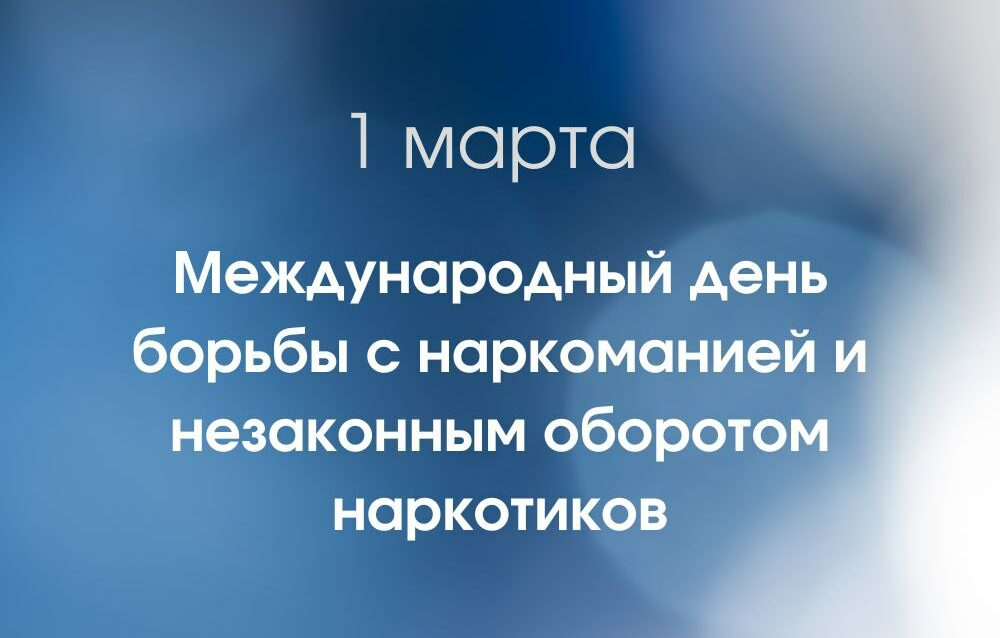 1 марта
Международный день
борьбы с наркоманией и
незаконным оборотом
наркотиков